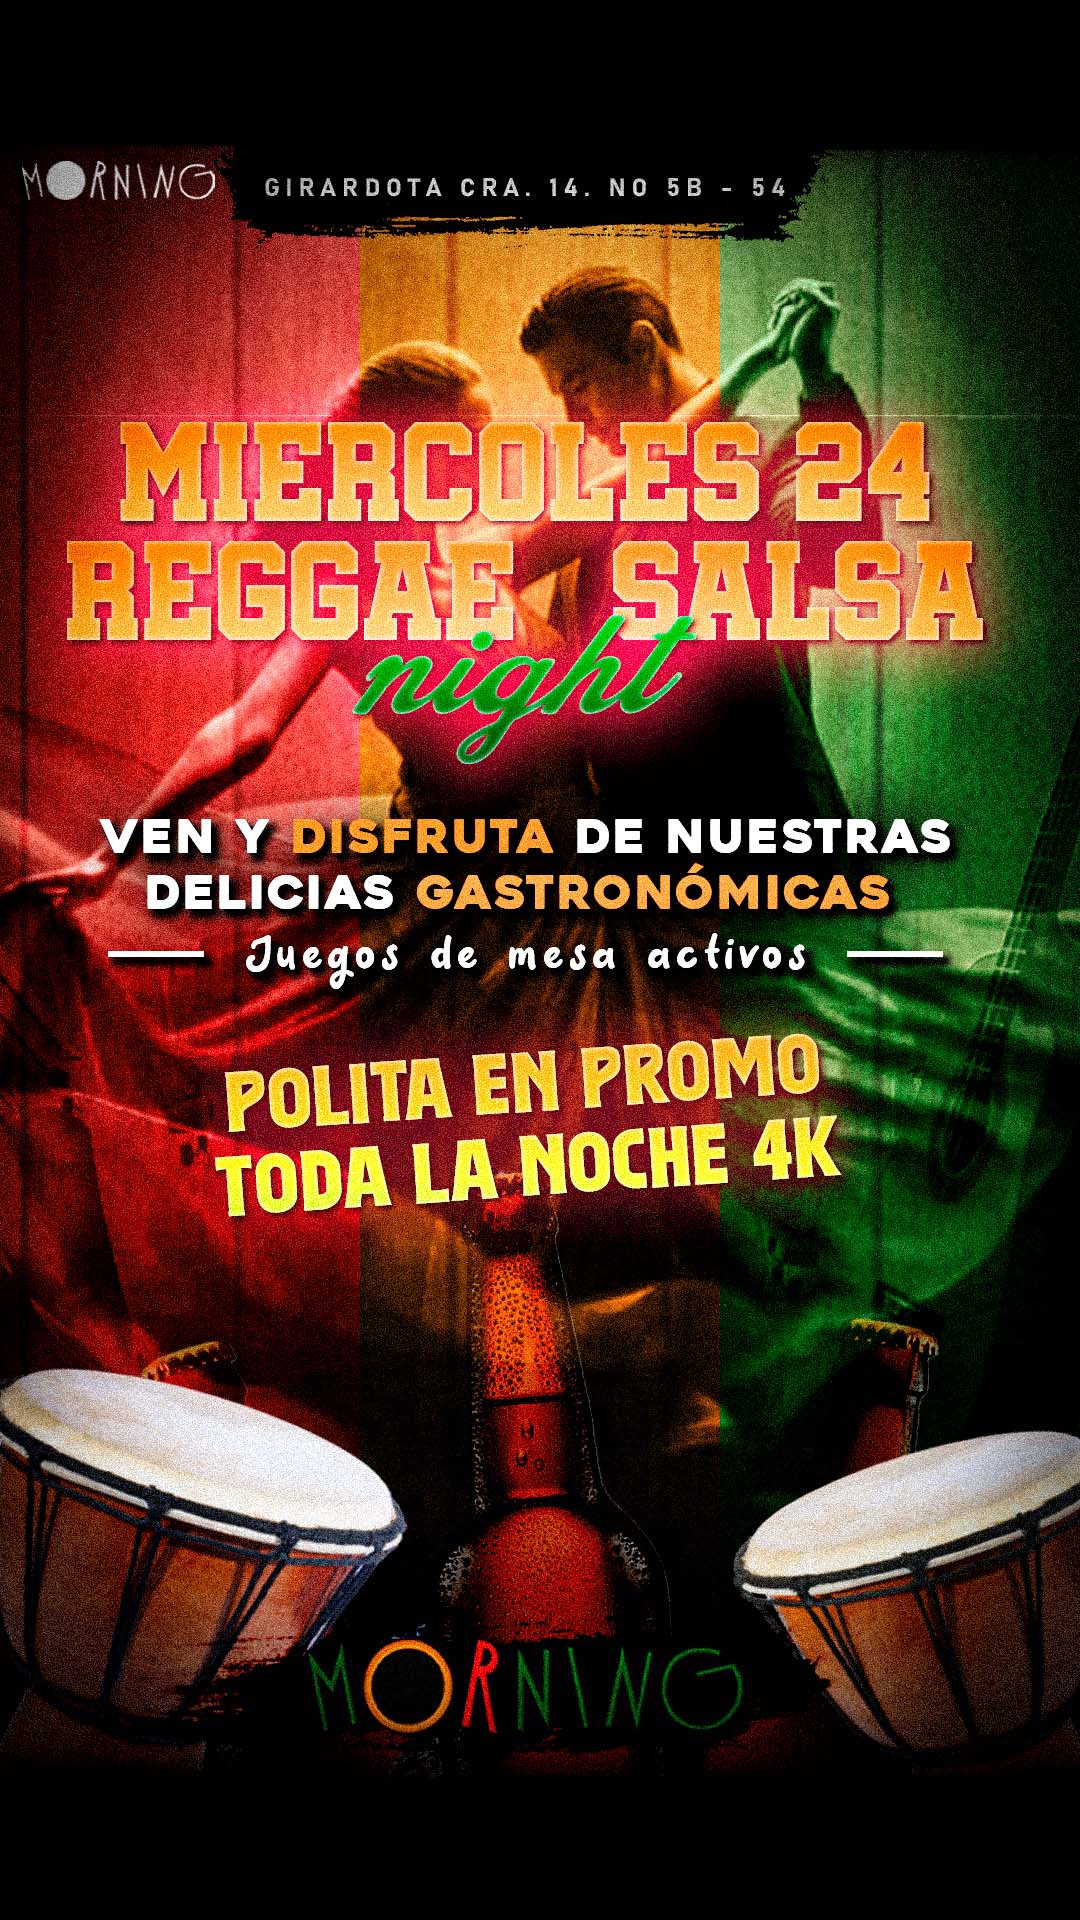 MORNING
GIRARDOTA CRA. 14. NO 5B - 54
MIERCOLES 24
REGGAE SALSA
night
VEN Y DISFRUTA DE NUESTRAS
DELICIAS GASTRONÓMICAS
Juegos de mesa activos
POLITA EN PROMO
TODA LA NOCHE 4K
MORNING